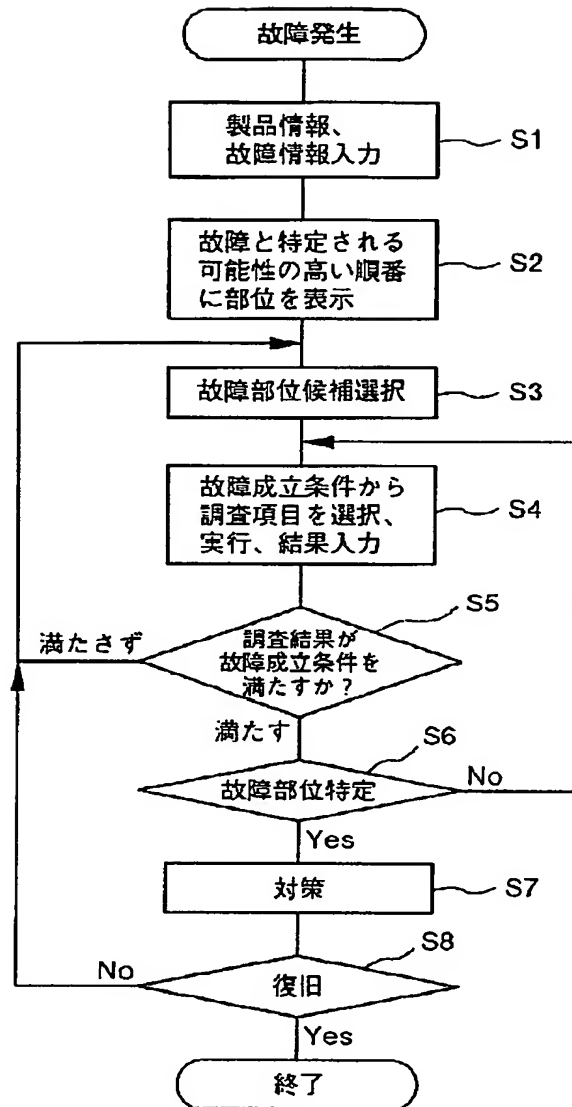 故障発生
製品情報、
故障情報入力
S1
故障と特定される
可能性の高い順番
に部位を表示
S2
故障部位候補選択
S3
故障成立条件から
調査項目を選択、
実行、結果入力
S4
S5
満たさず
調査結果が
故障成立条件を
満たすか？
満たす
S6
故障部位特定
No
Yes
対策
S7
S8
No
復旧
Yes
終了